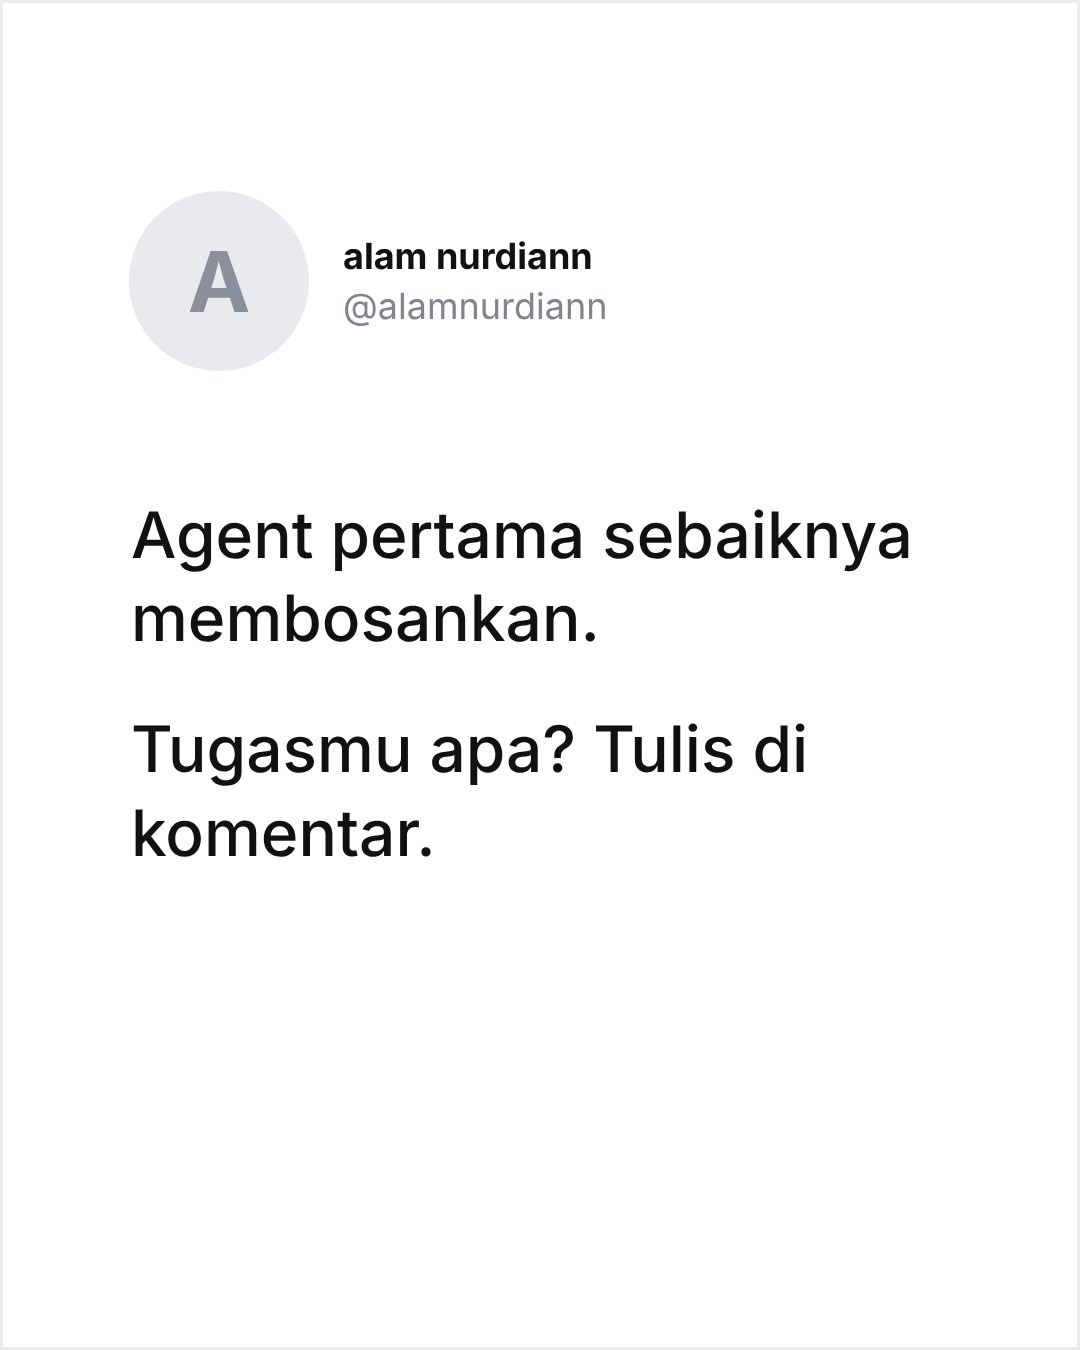 A
alam nurdiann
@alamnurdiann
Agent pertama sebaiknya
membosankan.
Tugasmu apa? Tulis di
komentar.